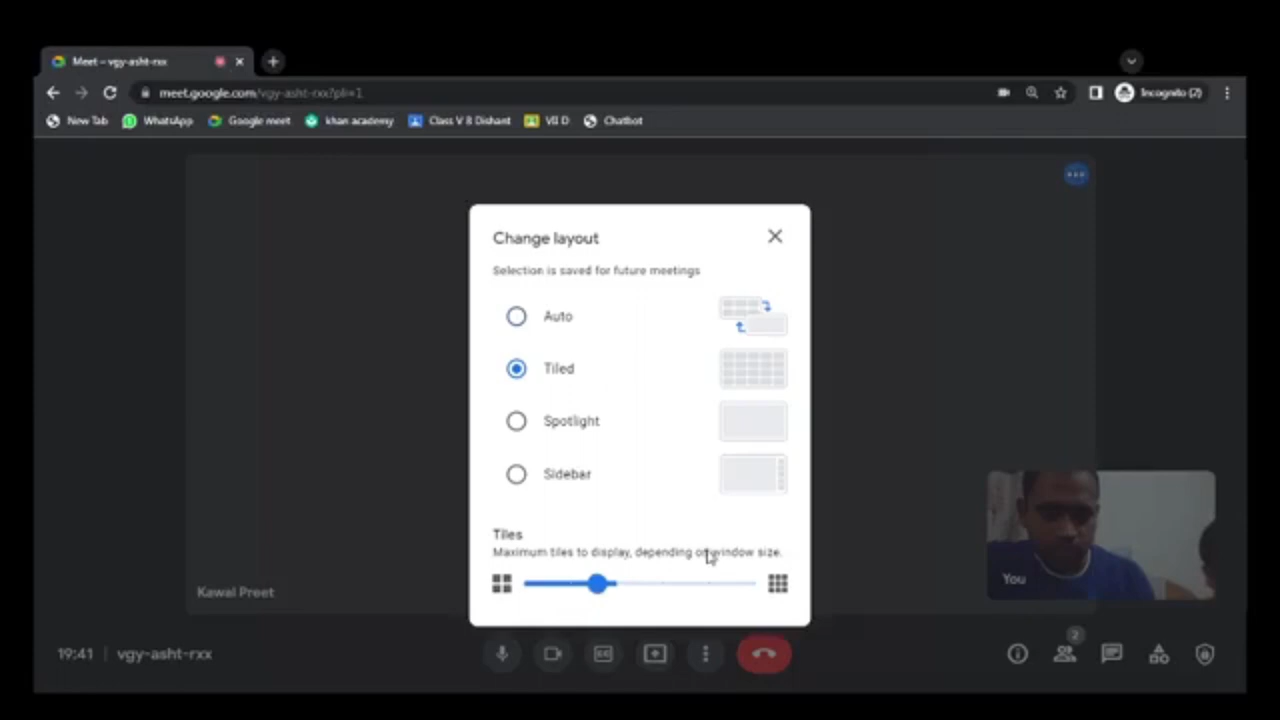 Meet – vgy-asht-rxx
meet.google.com/vgy-asht-rxx?pli=1
Incognito (2)
New Tab
WhatsApp
Google meet
khan academy
Class V B Dishant
VII D
Chatbot
Change layout
Selection is saved for future meetings
Auto
Tiled
Spotlight
Sidebar
Tiles
Maximum tiles to display, depending on window size.
Kawal Preet
You
19:41 | vgy-asht-rxx
2